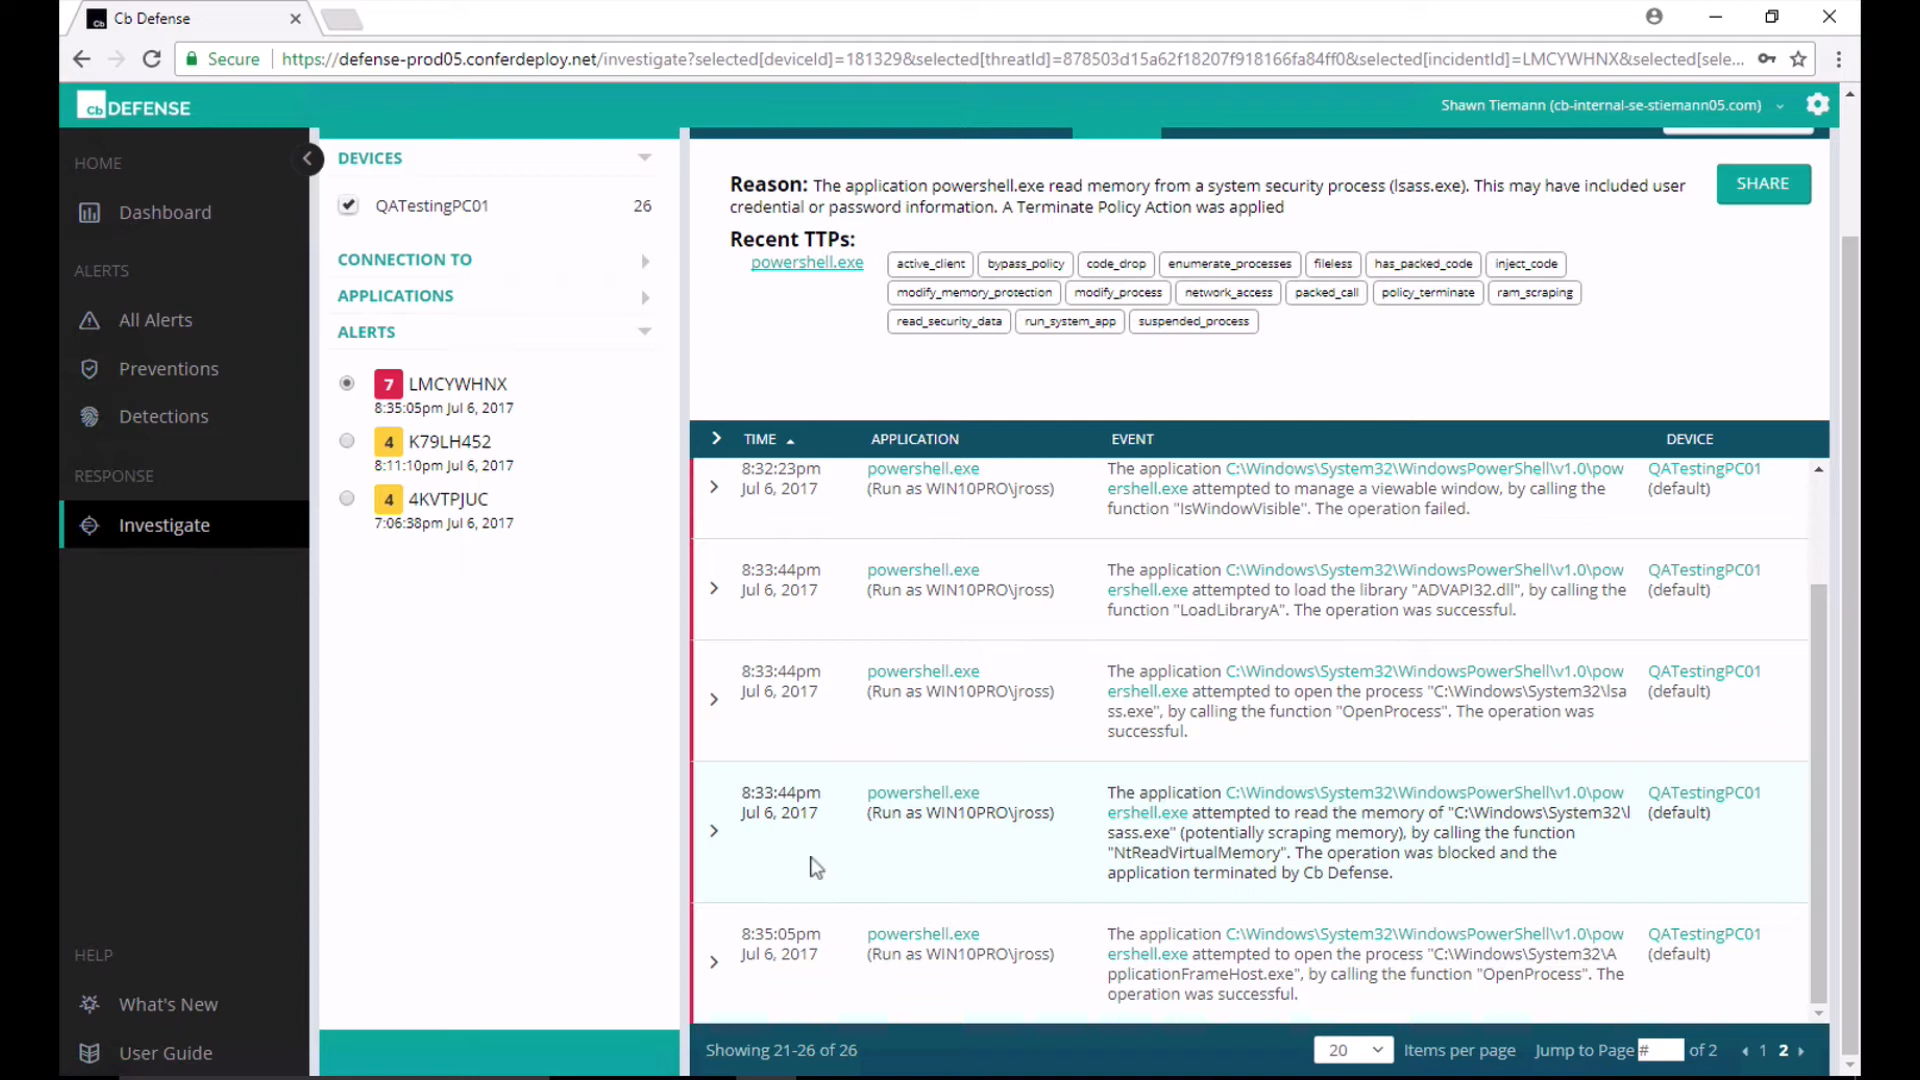 Cb Defense
Secure
https://defense-prod05.conferdeploy.net/investigate?selected[deviceId]=181329&selected[threatId]=878503d15a62f18207f918166fa84ff0&selected[incidentId]=LMCYWHNX&selected[sele...
Cb DEFENSE
Shawn Tiemann (cb-internal-se-stiemann05.com)
HOME
Dashboard
ALERTS
All Alerts
Preventions
Detections
RESPONSE
Investigate
HELP
What's New
User Guide
DEVICES
QATestingPC01 26
CONNECTION TO
APPLICATIONS
ALERTS
7 LMCYWHNX
8:35:05pm Jul 6, 2017
4 K79LH452
8:11:10pm Jul 6, 2017
4 4KVTPJUC
7:06:38pm Jul 6, 2017
Reason: The application powershell.exe read memory from a system security process (lsass.exe). This may have included user
credential or password information. A Terminate Policy Action was applied
SHARE
Recent TTPs:
powershell.exe active_client bypass_policy code_drop enumerate_processes fileless has_packed_code inject_code
modify_memory_protection modify_process network_access packed_call policy_terminate ram_scraping
read_security_data run_system_app suspended_process
TIME APPLICATION EVENT DEVICE
8:32:23pm powershell.exe The application C:\Windows\System32\WindowsPowerShell\v1.0\pow QATestingPC01
Jul 6, 2017 (Run as WIN10PRO\jross) ershell.exe attempted to manage a viewable window, by calling the (default)
function "IsWindowVisible". The operation failed.
8:33:44pm powershell.exe The application C:\Windows\System32\WindowsPowerShell\v1.0\pow QATestingPC01
Jul 6, 2017 (Run as WIN10PRO\jross) ershell.exe attempted to load the library "ADVAPI32.dll", by calling the (default)
function "LoadLibraryA". The operation was successful.
8:33:44pm powershell.exe The application C:\Windows\System32\WindowsPowerShell\v1.0\pow QATestingPC01
Jul 6, 2017 (Run as WIN10PRO\jross) ershell.exe attempted to open the process "C:\Windows\System32\lsa (default)
ss.exe", by calling the function "OpenProcess". The operation was
successful.
8:33:44pm powershell.exe The application C:\Windows\System32\WindowsPowerShell\v1.0\pow QATestingPC01
Jul 6, 2017 (Run as WIN10PRO\jross) ershell.exe attempted to read the memory of "C:\Windows\System32\l (default)
sass.exe" (potentially scraping memory), by calling the function
"NtReadVirtualMemory". The operation was blocked and the
application terminated by Cb Defense.
8:35:05pm powershell.exe The application C:\Windows\System32\WindowsPowerShell\v1.0\pow QATestingPC01
Jul 6, 2017 (Run as WIN10PRO\jross) ershell.exe attempted to open the process "C:\Windows\System32\A (default)
pplicationFrameHost.exe", by calling the function "OpenProcess". The
operation was successful.
Showing 21-26 of 26 20 Items per page Jump to Page # of 2 1 2